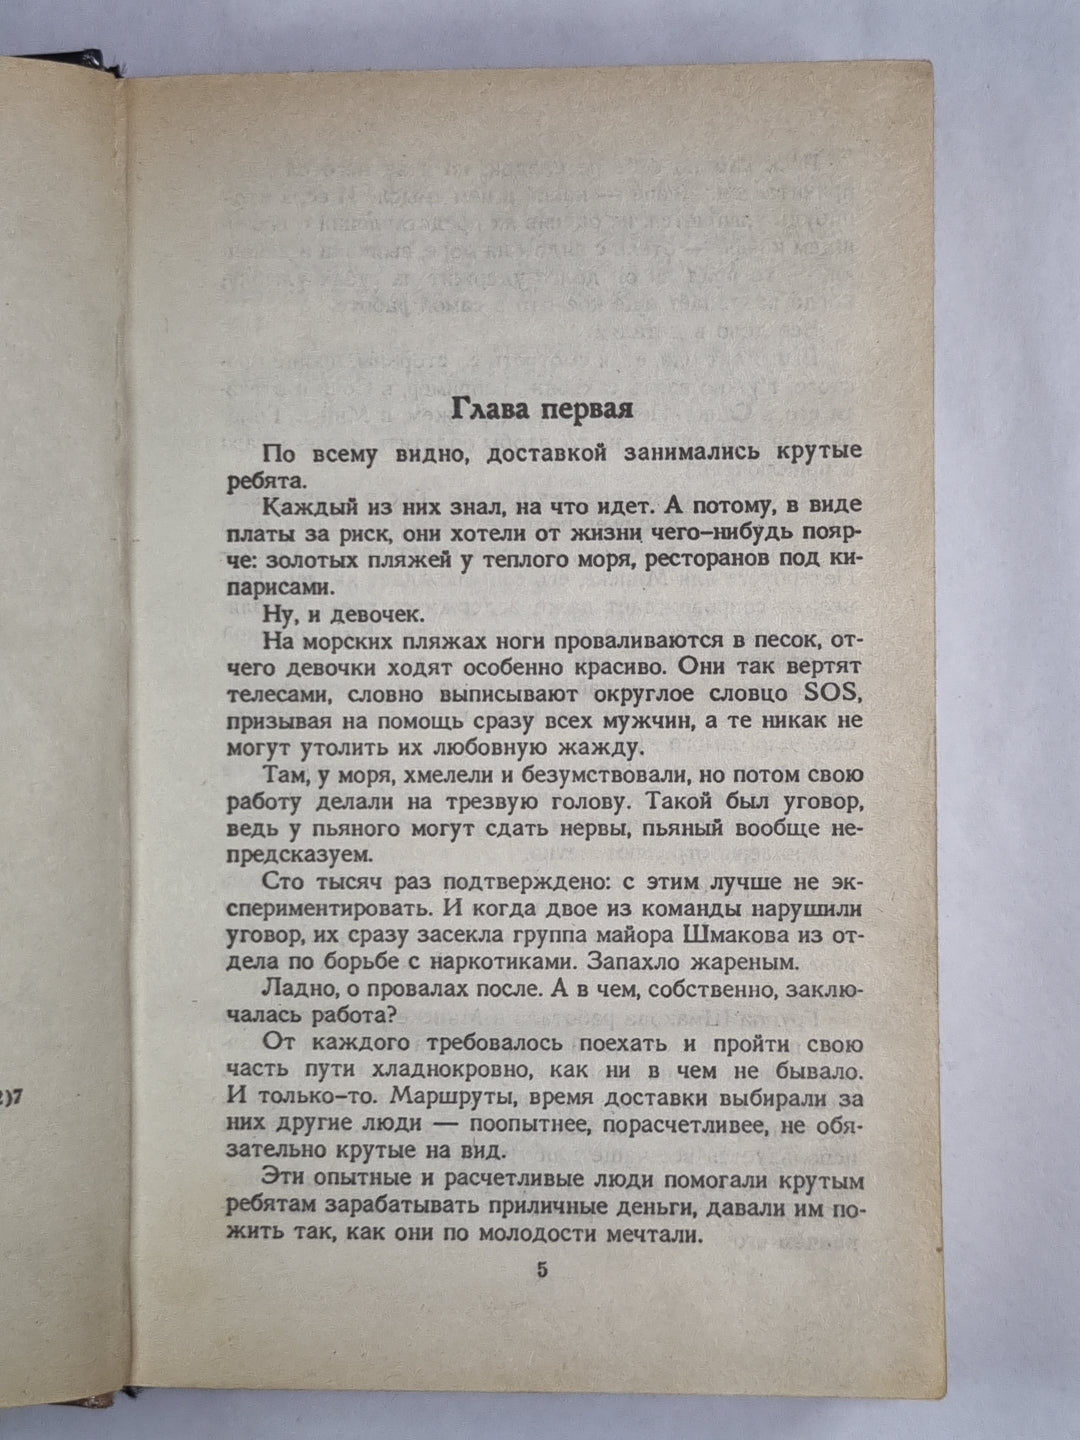 Глава первая
По всему видно, доставкой занимались крутые
ребята.
Каждый из них знал, на что идет. А потому, в виде
платы за риск, они хотели от жизни чего-нибудь пояр-
че: золотых пляжей у теплого моря, ресторанов под ки-
парисами.
Ну, и девочек.
На морских пляжах ноги проваливаются в песок, от-
чего девочки ходят особенно красиво. Они так вертят
телесами, словно выписывают округлое словцо SOS,
призывая на помощь сразу всех мужчин, а те никак не
могут утолить их любовную жажду.
Там, у моря, хмелели и безумствовали, но потом свою
работу делали на трезвую голову. Такой был уговор,
ведь у пьяного могут сдать нервы, пьяный вообще не-
предсказуем.
Сто тысяч раз подтверждено: с этим лучше не эк-
спериментировать. И когда двое из команды нарушили
уговор, их сразу засекла группа майора Шмакова из от-
дела по борьбе с наркотиками. Запахло жареным.
Ладно, о провалах после. А в чем, собственно, заклю-
чалась работа?
От каждого требовалось поехать и пройти свою
часть пути хладнокровно, как ни в чем не бывало.
И только-то. Маршруты, время доставки выбирали за
них другие люди — поопытнее, порасчетливее, не обя-
зательно крутые на вид.
Эти опытные и расчетливые люди помогали крутым
ребятам зарабатывать приличные деньги, давали им по-
жить так, как они по молодости мечтали.
5
)7